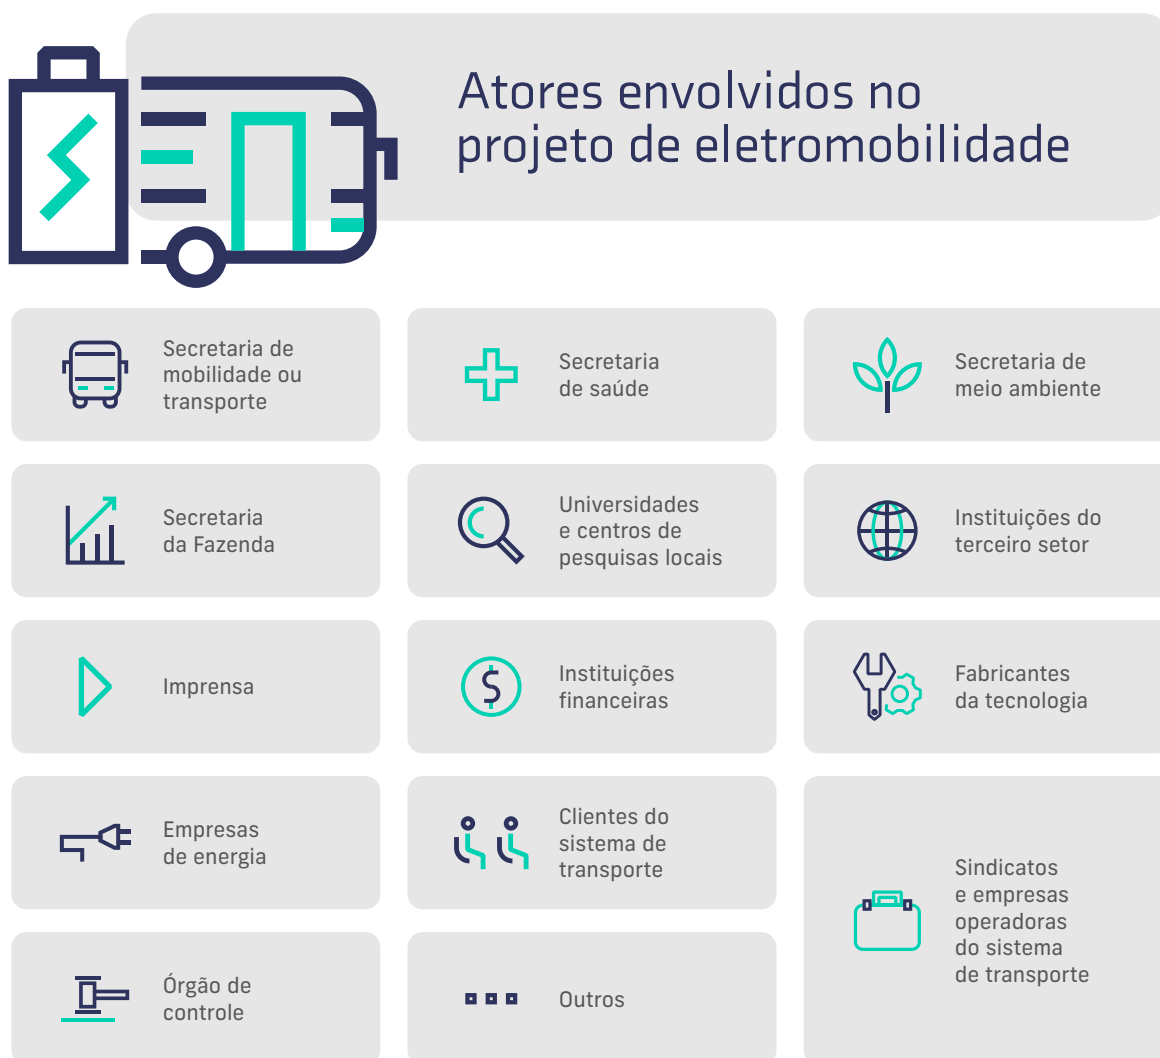 Atores envolvidos no
projeto de eletromobilidade
Secretaria de
mobilidade ou
transporte
Secretaria
de saúde
Secretaria de
meio ambiente
Secretaria
da Fazenda
Universidades
e centros de
pesquisas locais
Instituições do
terceiro setor
Imprensa
Instituições
financeiras
Fabricantes
da tecnologia
Empresas
de energia
Clientes do
sistema de
transporte
Sindicatos
e empresas
operadoras
do sistema
de transporte
Órgão de
controle
Outros